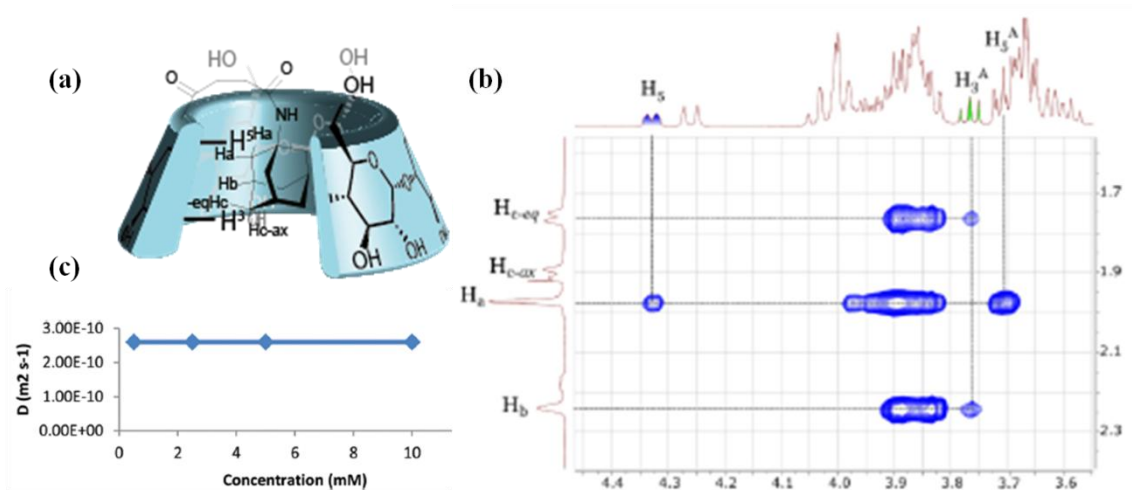 (a)
HO
O
O
OH
OH
NH
O
H⁵Ha
Ha
O
Hb
-eqHc
H³
OH
Hc-ax
OH
OH
(b)
H₅
H₃ᴬ
H₅ᴬ
Hc-eq
Hc-ax
Ha
Hb
1.7
1.9
2.1
2.3
4.4
4.3
4.2
4.1
4.0
3.9
3.8
3.7
3.6
(c)
D (m2 s-1)
3.00E-10
2.00E-10
1.00E-10
0.00E+00
0
2
4
6
8
10
Concentration (mM)